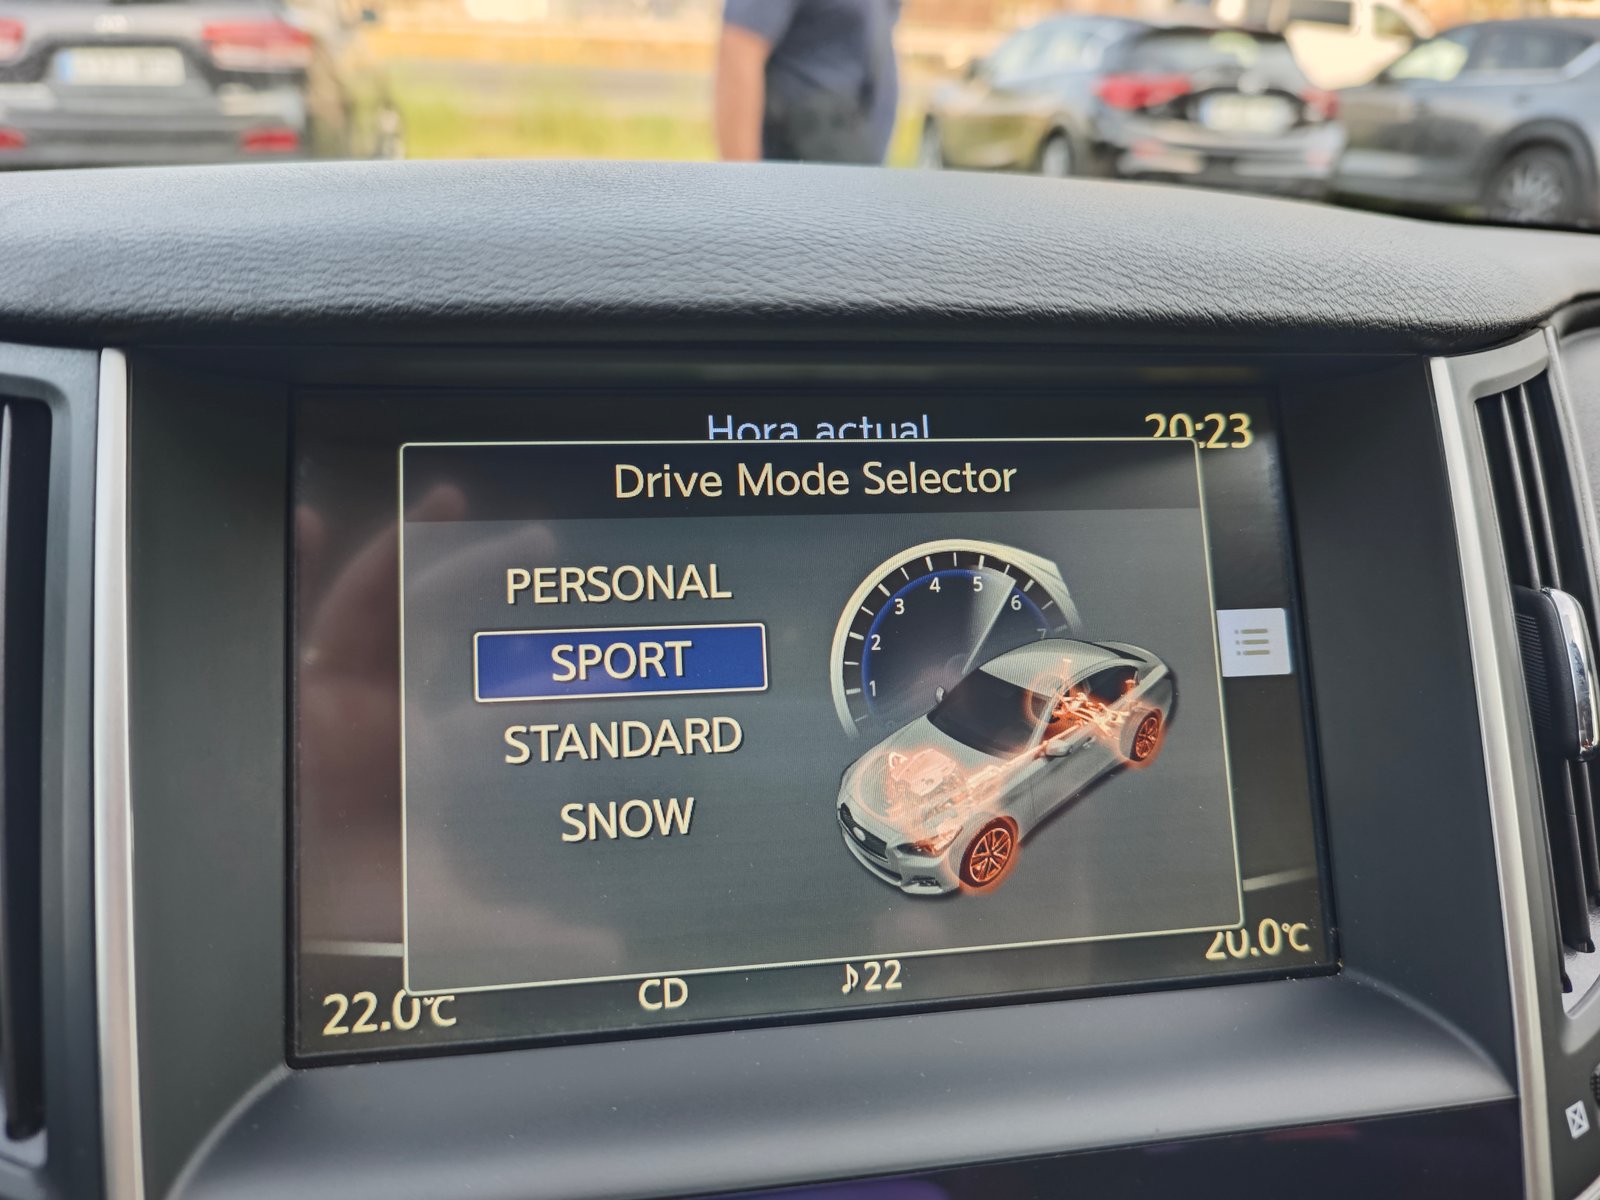 Hora actual 20:23
Drive Mode Selector
PERSONAL
SPORT
STANDARD
SNOW
1 2 3 4 5 6 7
22.0°C CD ♪22 20.0°C